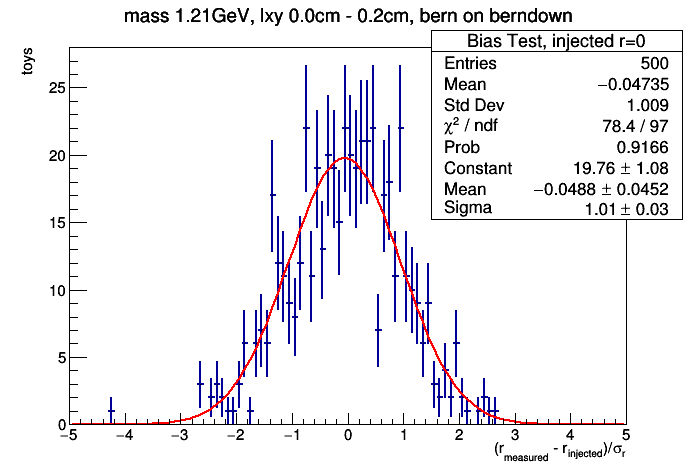 mass 1.21GeV, lxy 0.0cm - 0.2cm, bern on berndown
toys
Bias Test, injected r=0
Entries 500
Mean −0.04735
Std Dev 1.009
χ² / ndf 78.4 / 97
Prob 0.9166
Constant 19.76 ± 1.08
Mean −0.0488 ± 0.0452
Sigma 1.01 ± 0.03
25
20
15
10
5
0
−5 −4 −3 −2 −1 0 1 2 3 4 5
(r_measured - r_injected)/σ_r